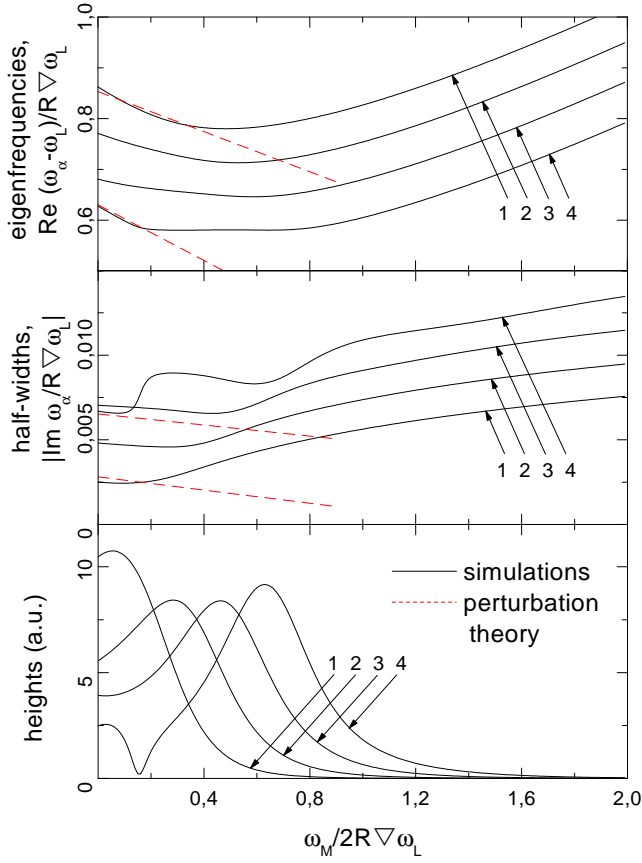 eigenfrequencies,
Re (ω_α-ω_L)/R▽ω_L
1,0
0,8
0,6
1 2 3 4
half-widths,
|Im ω_α/R▽ω_L|
0,010
0,005
0
1 2 3 4
heights (a.u.)
10
5
0
simulations
perturbation
theory
1 2 3 4
0,4 0,8 1,2 1,6 2,0
ω_M/2R▽ω_L